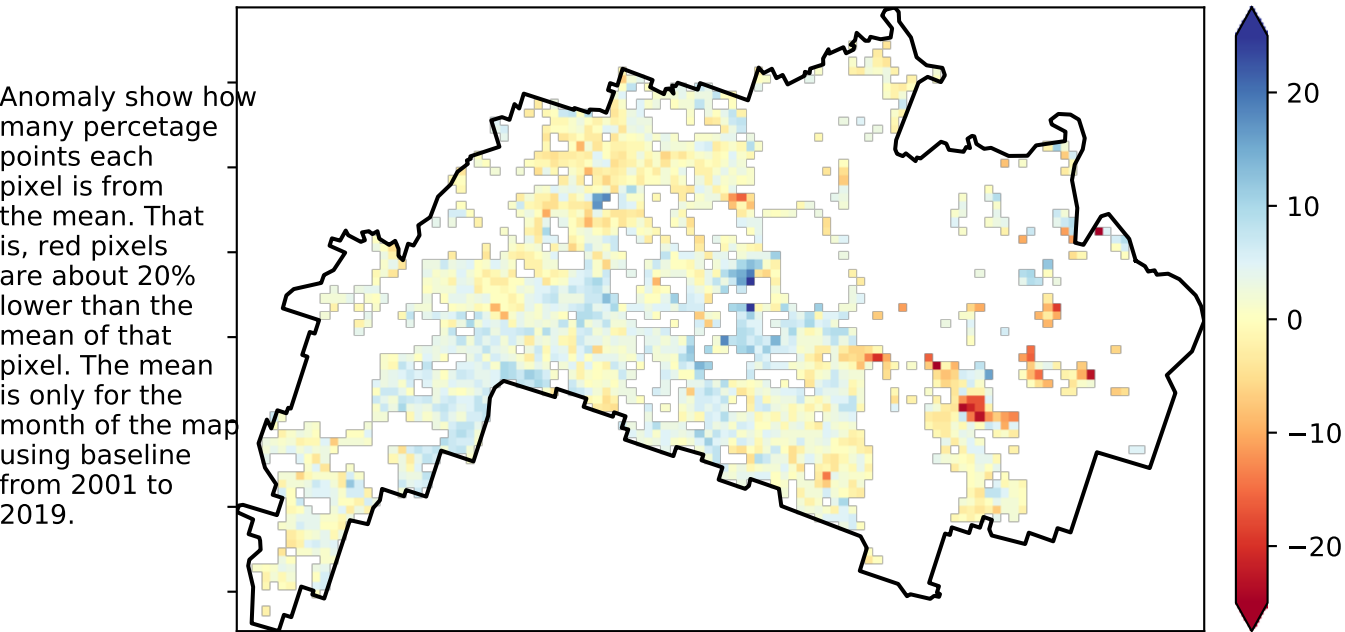 Anomaly show how
many percetage
points each
pixel is from
the mean. That
is, red pixels
are about 20%
lower than the
mean of that
pixel. The mean
is only for the
month of the map
using baseline
from 2001 to
2019.
20
10
0
−10
−20